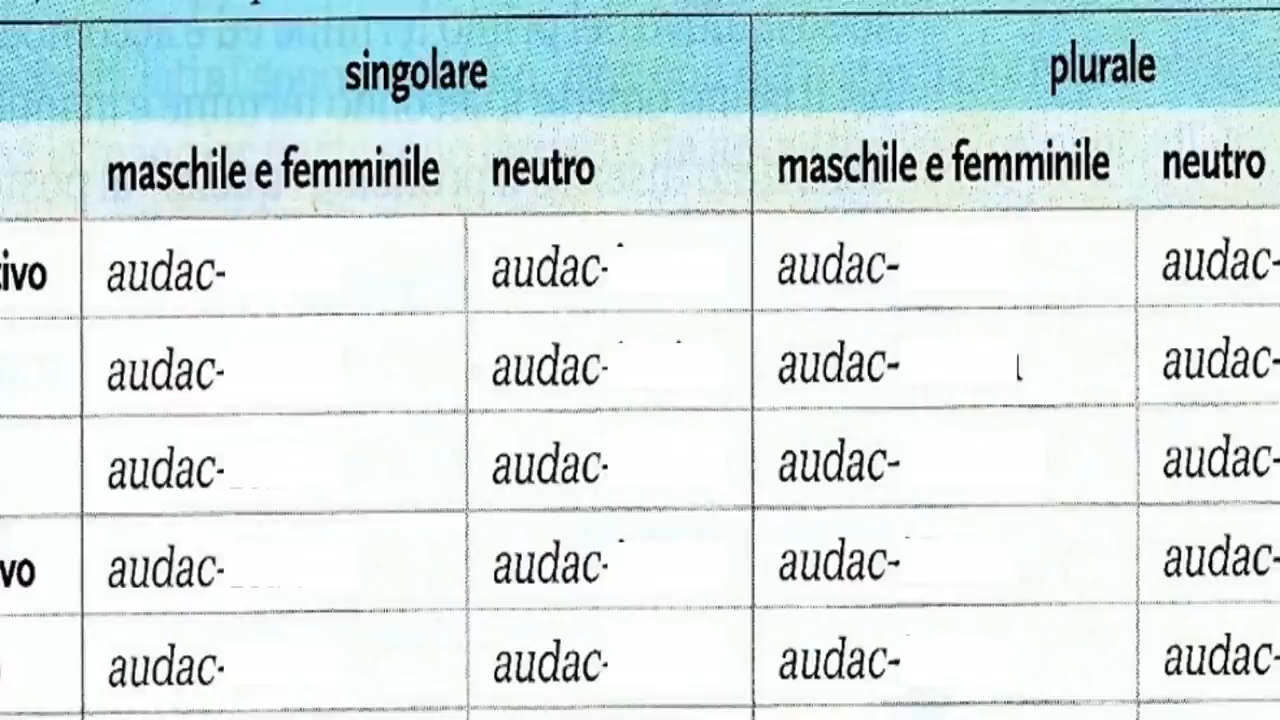 singolare plurale
maschile e femminile neutro maschile e femminile neutro
ivo audac- audac- audac- audac-
audac- audac- audac- audac-
audac- audac- audac- audac-
vo audac- audac- audac- audac-
audac- audac- audac- audac-